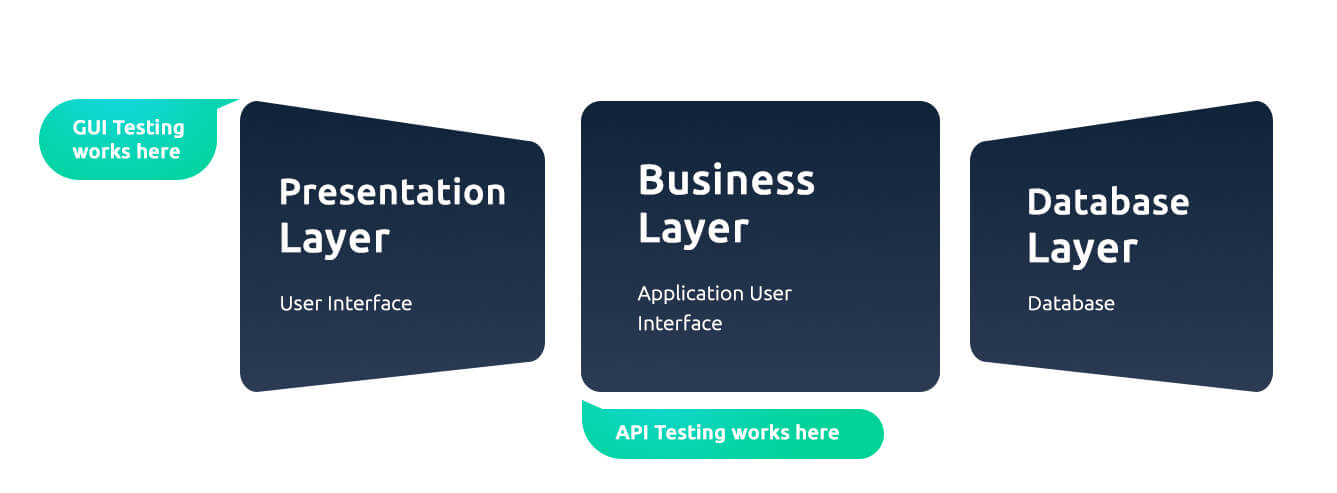 GUI Testing
works here
Presentation
Layer
User Interface
Business
Layer
Application User
Interface
API Testing works here
Database
Layer
Database